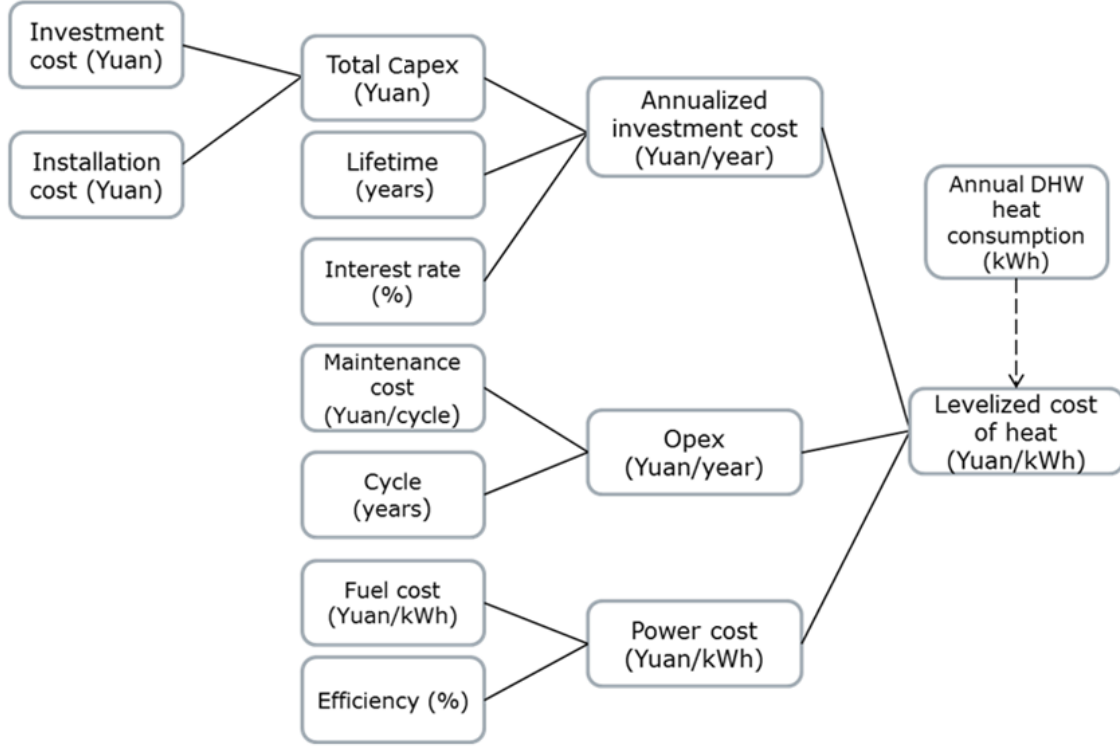 Investment
cost (Yuan)
Installation
cost (Yuan)
Total Capex
(Yuan)
Lifetime
(years)
Interest rate
(%)
Maintenance
cost
(Yuan/cycle)
Cycle
(years)
Fuel cost
(Yuan/kWh)
Efficiency (%)
Annualized
investment cost
(Yuan/year)
Opex
(Yuan/year)
Power cost
(Yuan/kWh)
Annual DHW
heat
consumption
(kWh)
Levelized cost
of heat
(Yuan/kWh)